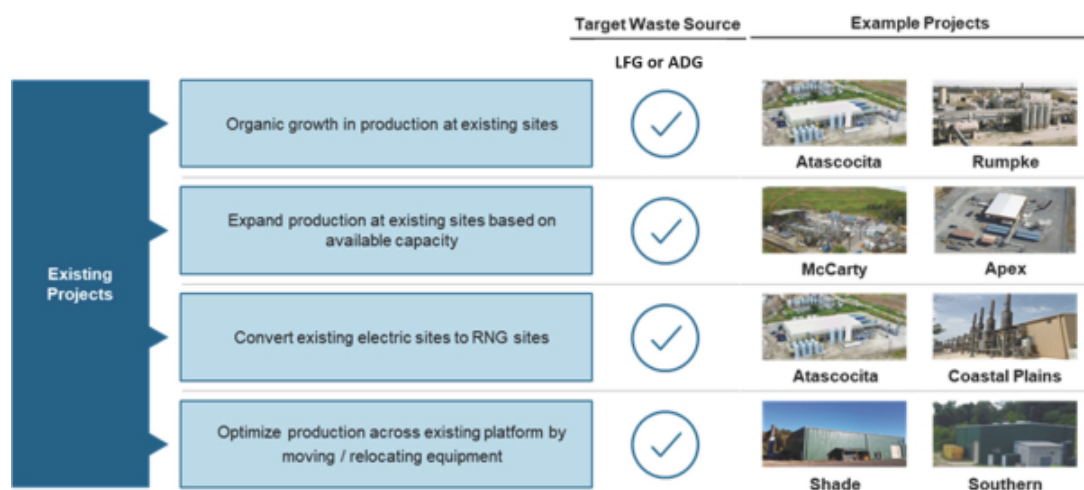 Target Waste Source
Example Projects
LFG or ADG
Existing
Projects
Organic growth in production at existing sites
Atascocita
Rumpke
Expand production at existing sites based on
available capacity
McCarty
Apex
Convert existing electric sites to RNG sites
Atascocita
Coastal Plains
Optimize production across existing platform by
moving / relocating equipment
Shade
Southern